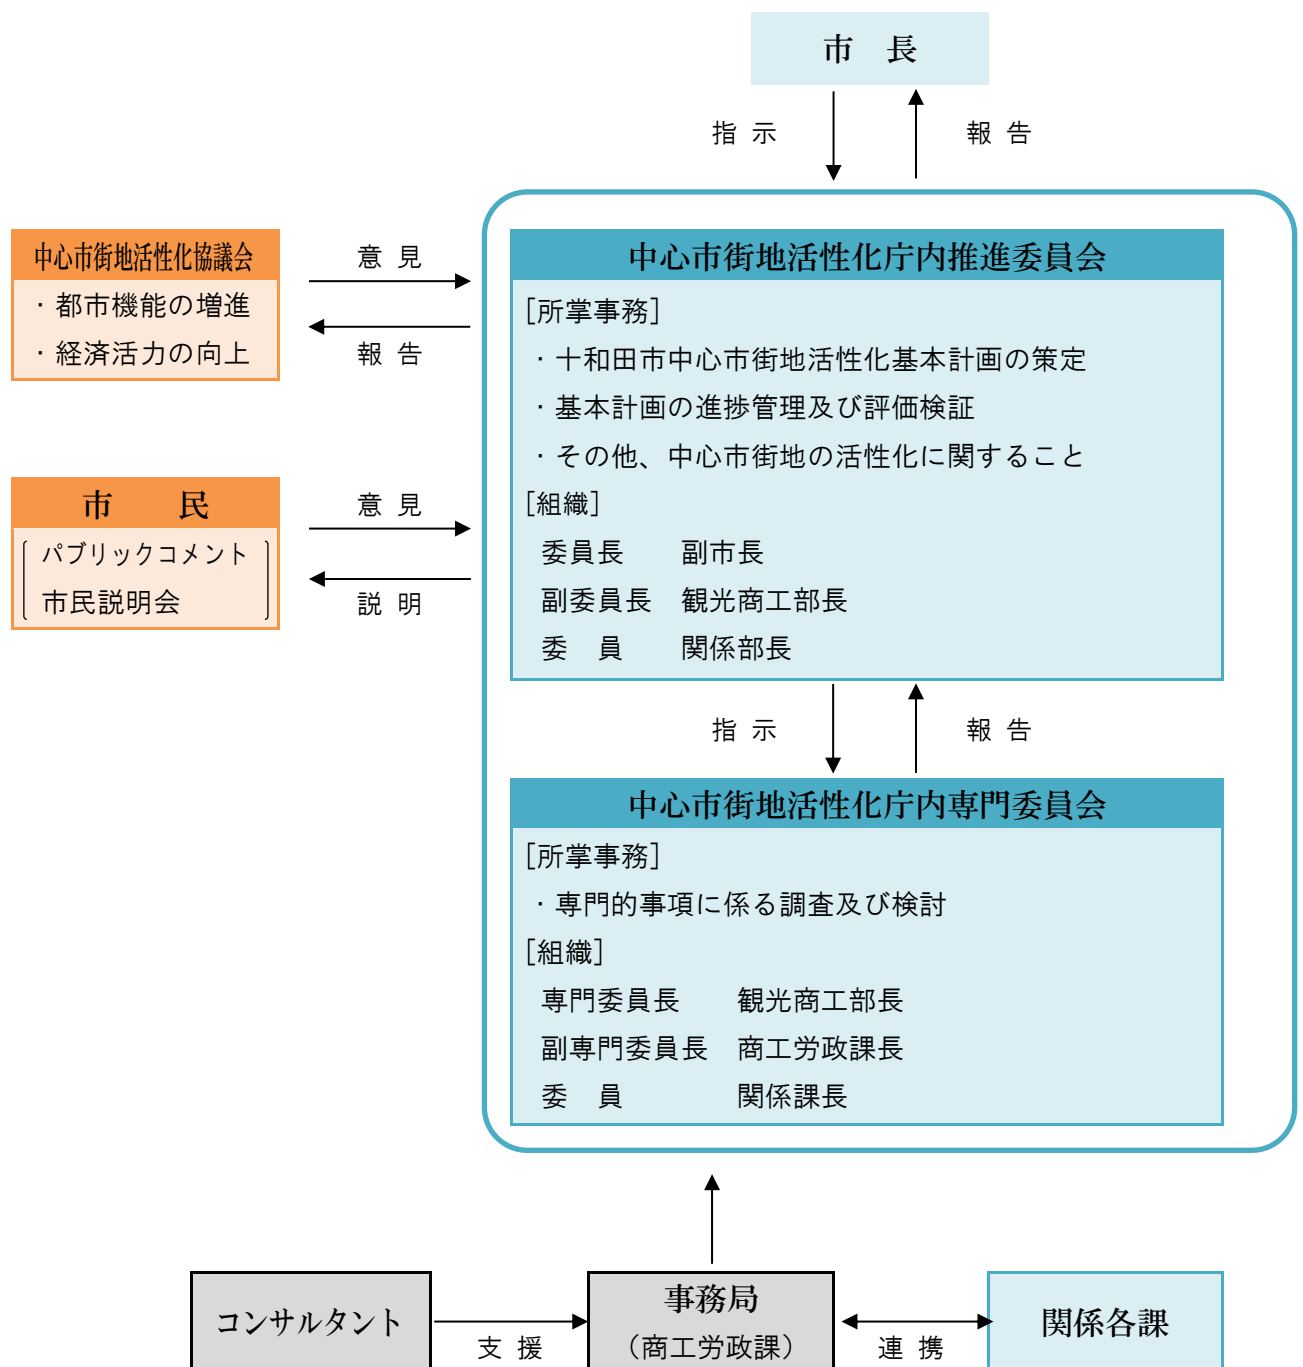 市　長
指 示
報 告
中心市街地活性化協議会
・都市機能の増進
・経済活力の向上
意 見
報 告
市　　民
パブリックコメント
市民説明会
意 見
説 明
中心市街地活性化庁内推進委員会
[所掌事務]
・十和田市中心市街地活性化基本計画の策定
・基本計画の進捗管理及び評価検証
・その他、中心市街地の活性化に関すること
[組織]
委員長　　副市長
副委員長　観光商工部長
委　員　　関係部長
指 示
報 告
中心市街地活性化庁内専門委員会
[所掌事務]
・専門的事項に係る調査及び検討
[組織]
専門委員長　　観光商工部長
副専門委員長　商工労政課長
委　員　　　　関係課長
コンサルタント
支 援
事務局
（商工労政課）
連 携
関係各課